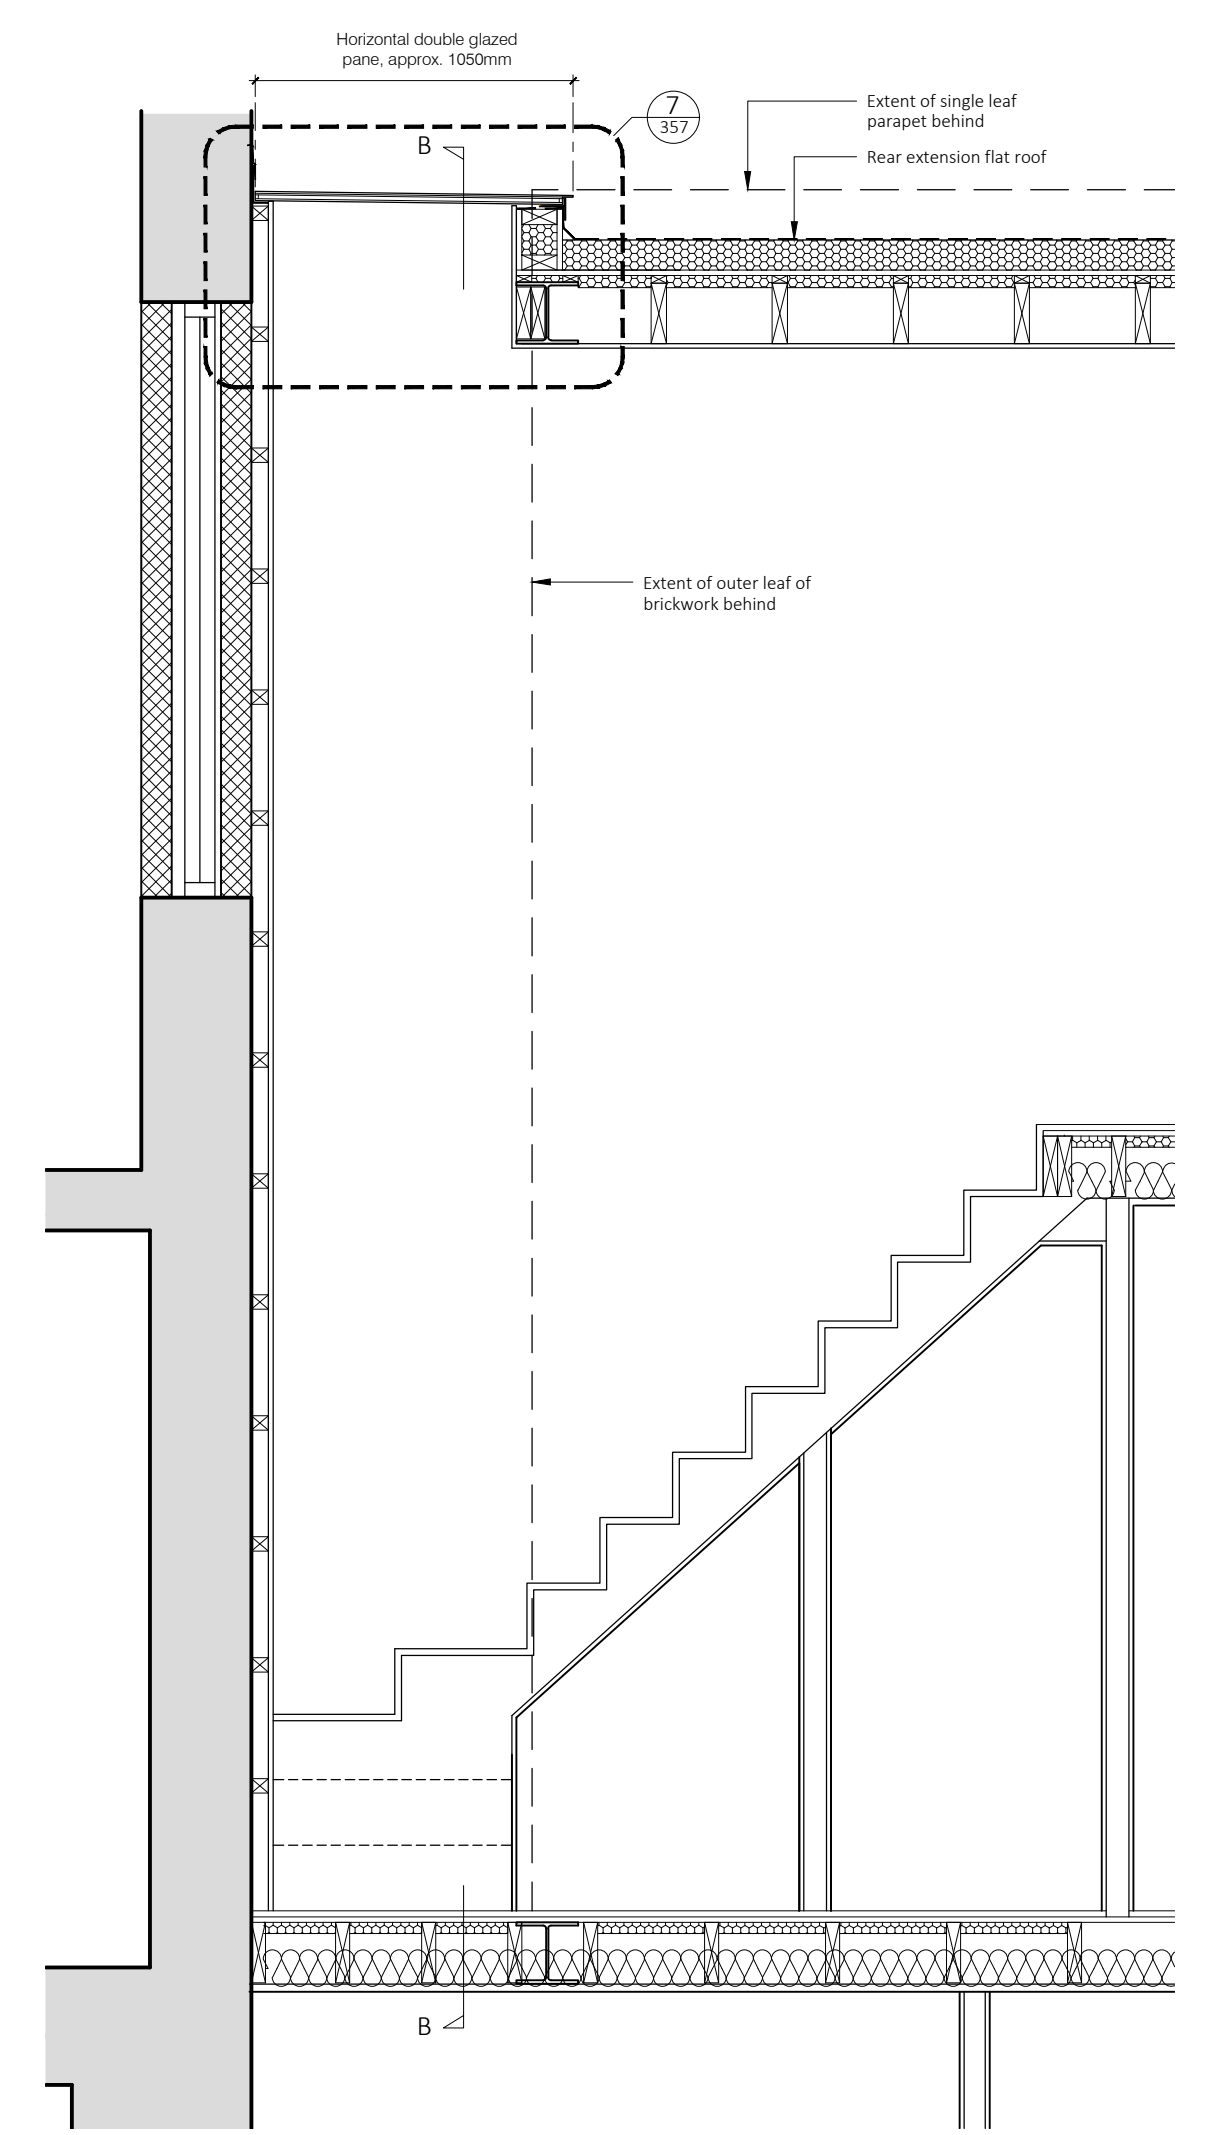 Horizontal double glazed
pane, approx. 1050mm
7
357
Extent of single leaf
parapet behind
B
Rear extension flat roof
Extent of outer leaf of
brickwork behind
B